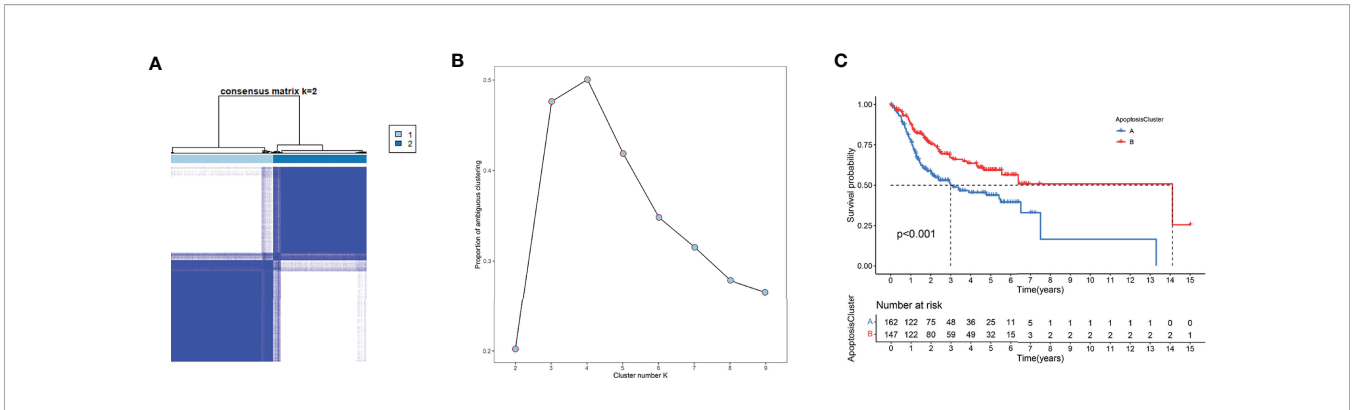 A
consensus matrix k=2
1
2
B
0.5
0.4
0.3
0.2
Proportion of ambiguous clustering
2 3 4 5 6 7 8 9
Cluster number K
C
1.00
0.75
0.50
0.25
0.00
Survival probability
ApoptosisCluster
A
B
p<0.001
0 1 2 3 4 5 6 7 8 9 10 11 12 13 14 15
Time(years)
Number at risk
ApoptosisCluster
A 162 122 75 48 36 25 11 5 1 1 1 1 1 1 0 0
B 147 122 80 59 49 32 15 3 2 2 2 2 2 2 2 1
0 1 2 3 4 5 6 7 8 9 10 11 12 13 14 15
Time(years)